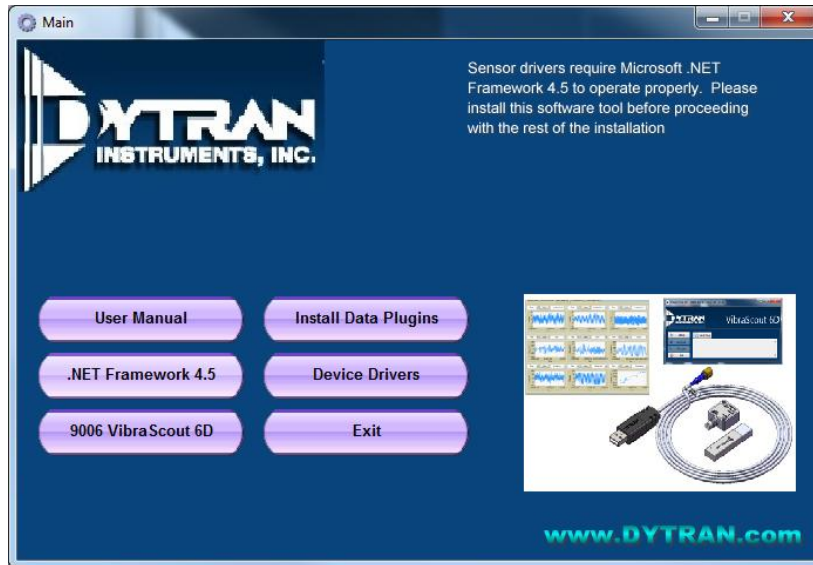 Main
DYTRAN
INSTRUMENTS, INC.
Sensor drivers require Microsoft .NET
Framework 4.5 to operate properly. Please
install this software tool before proceeding
with the rest of the installation
User Manual
Install Data Plugins
.NET Framework 4.5
Device Drivers
9006 VibraScout 6D
Exit
DYTRAN
VibraScout 6D
www.DYTRAN.com